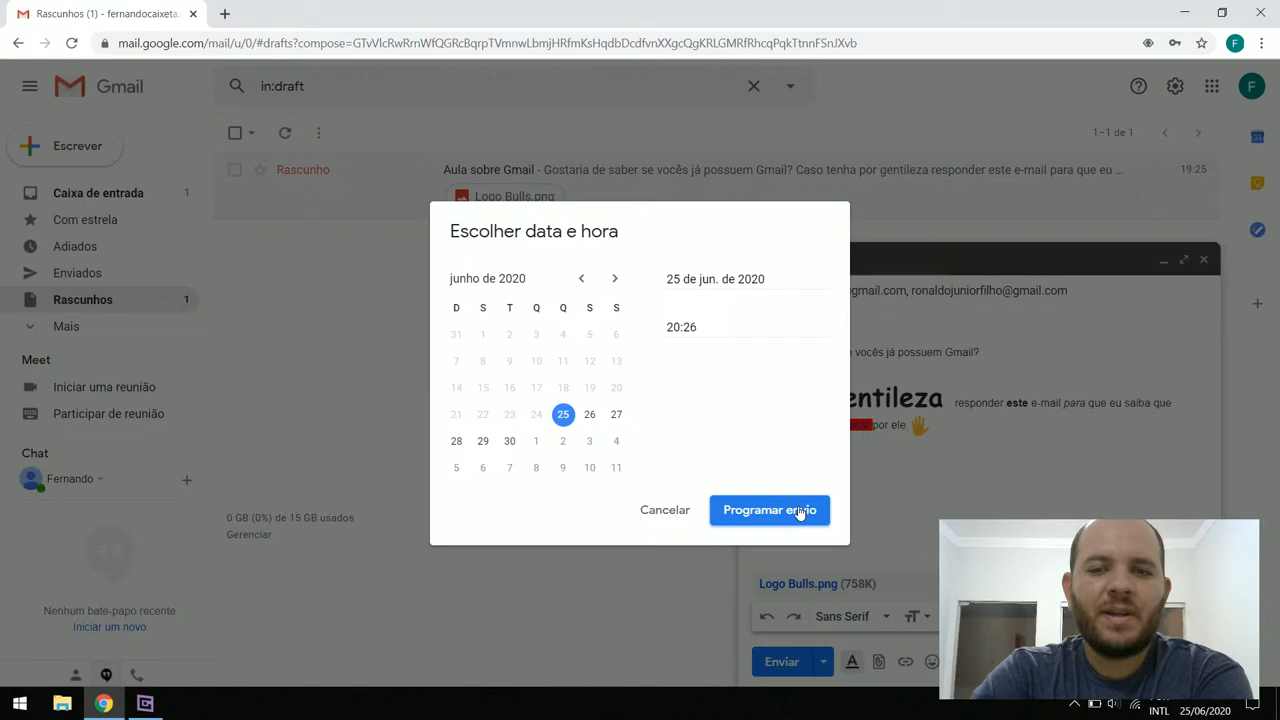 Rascunhos (1) - fernandocaixeta
mail.google.com/mail/u/0/#drafts?compose=GTvVlcRwRrnWfQGRcBqrpTVmnwLbmjHRfmKsHqdbDcdfvnXXgcQgKRLGMRfRhcqPqkTtnnFSnJXvb
F
Gmail
in:draft
F
Escrever
1–1 de 1
Rascunho
Aula sobre Gmail - Gostaria de saber se vocês já possuem Gmail? Caso tenha por gentileza responder este e-mail para que eu ...
19:25
Logo Bulls.png
Caixa de entrada 1
Com estrela
Adiados
Enviados
Rascunhos 1
Mais
Meet
Iniciar uma reunião
Participar de reunião
Chat
Fernando
0 GB (0%) de 15 GB usados
Gerenciar
Nenhum bate-papo recente
Iniciar um novo
Escolher data e hora
junho de 2020
D S T Q Q S S
31 1 2 3 4 5 6
7 8 9 10 11 12 13
14 15 16 17 18 19 20
21 22 23 24 25 26 27
28 29 30 1 2 3 4
5 6 7 8 9 10 11
25 de jun. de 2020
20:26
Cancelar
Programar envio
gmail.com, ronaldojuniorfilho@gmail.com
vocês já possuem Gmail?
entileza responder este e-mail para que eu saiba que
por ele.
Logo Bulls.png (758K)
Sans Serif
Enviar
INTL
25/06/2020